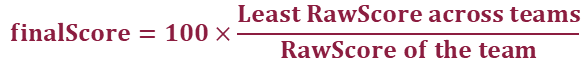 finalScore = 100 × Least RawScore across teams
RawScore of the team